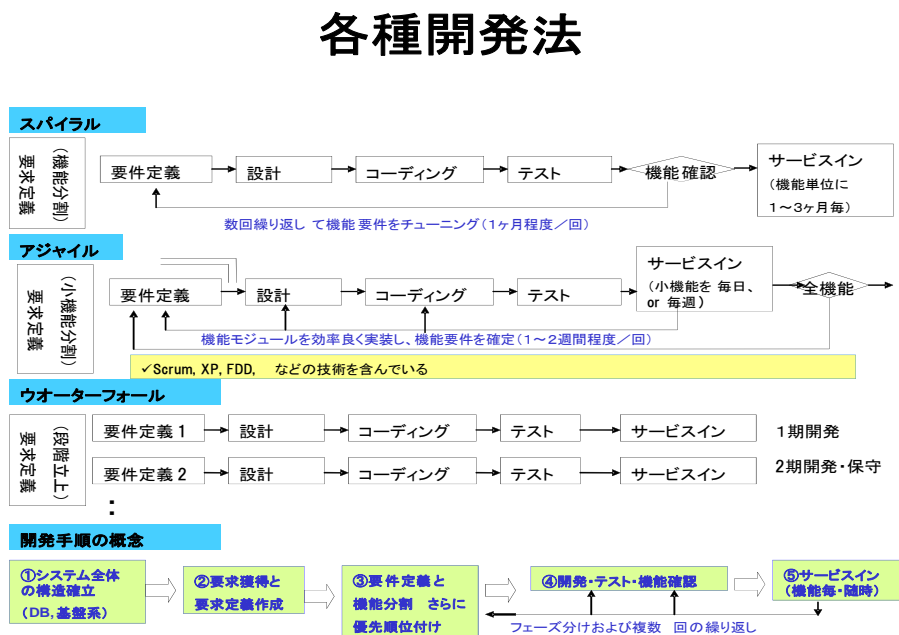 各種開発法
スパイラル
要求定義
（機能分割）
要件定義
設計
コーディング
テスト
機能確認
サービスイン
（機能単位に
１～３ヶ月毎）
数回繰り返し て機能 要件をチューニング（１ヶ月程度／回）
アジャイル
要求定義
（小機能分割）
要件定義
設計
コーディング
テスト
サービスイン
（小機能を 毎日、
or 毎週）
全機能
機能モジュールを効率良く実装し、機能要件を確定（１～２週間程度／回）
✓Scrum, XP, FDD, などの技術を含んでいる
ウオーターフォール
要求定義
（段階立上）
要件定義１
設計
コーディング
テスト
サービスイン
１期開発
要件定義２
設計
コーディング
テスト
サービスイン
２期開発・保守
：
開発手順の概念
①システム全体
の構造確立
（DB,基盤系）
②要求獲得と
要求定義作成
③要件定義と
機能分割 さらに
優先順位付け
④開発・テスト・機能確認
⑤サービスイン
（機能毎・随時）
フェーズ分けおよび複数 回の繰り返し